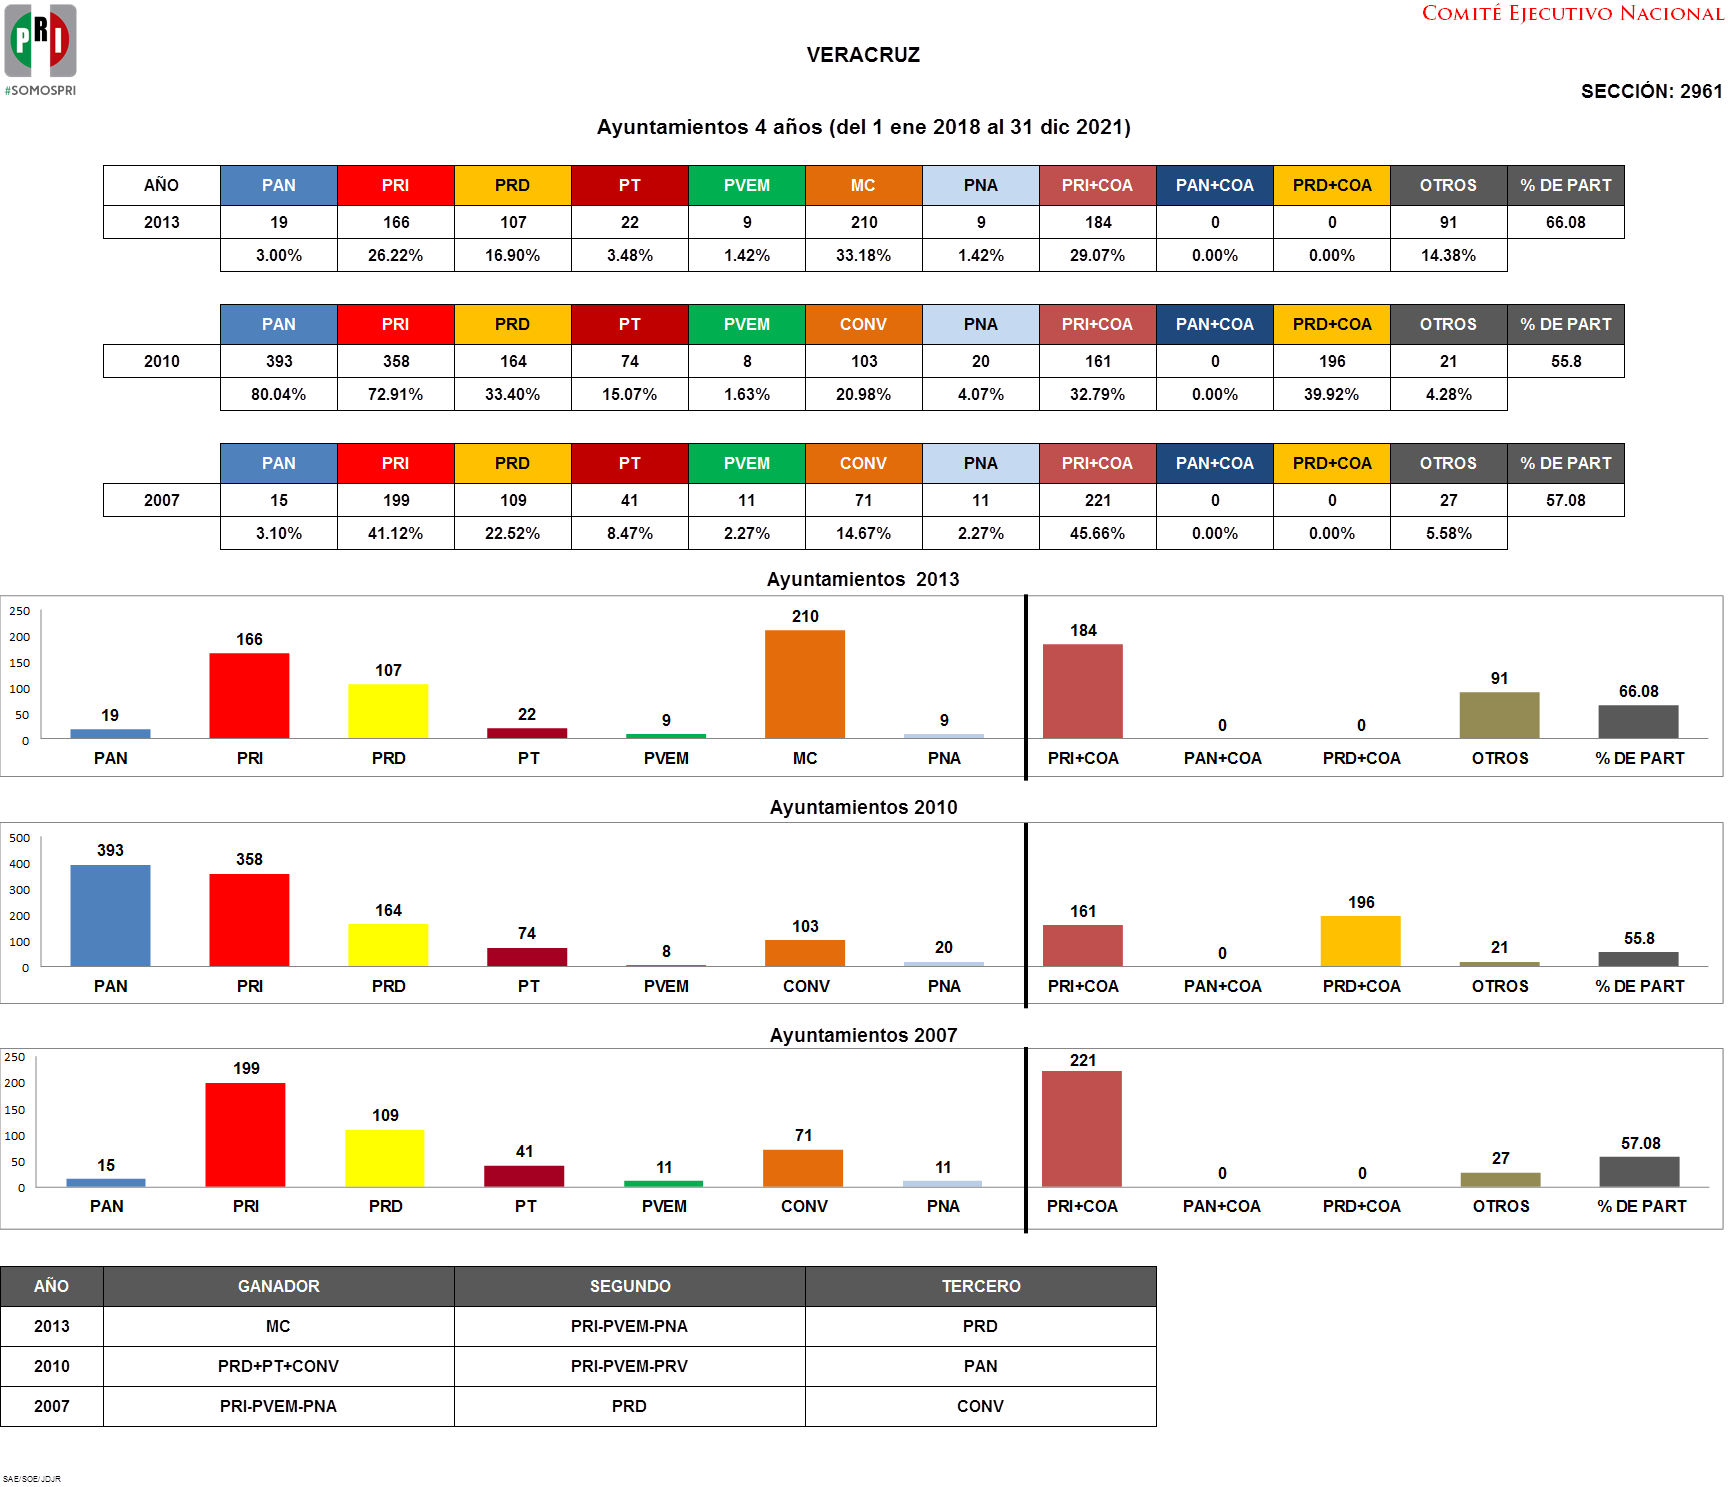 PRI
#SOMOSPRI
COMITÉ EJECUTIVO NACIONAL
VERACRUZ
SECCIÓN: 2961
Ayuntamientos 4 años (del 1 ene 2018 al 31 dic 2021)
AÑO PAN PRI PRD PT PVEM MC PNA PRI+COA PAN+COA PRD+COA OTROS % DE PART
2013 19 166 107 22 9 210 9 184 0 0 91 66.08
3.00% 26.22% 16.90% 3.48% 1.42% 33.18% 1.42% 29.07% 0.00% 0.00% 14.38%
PAN PRI PRD PT PVEM CONV PNA PRI+COA PAN+COA PRD+COA OTROS % DE PART
2010 393 358 164 74 8 103 20 161 0 196 21 55.8
80.04% 72.91% 33.40% 15.07% 1.63% 20.98% 4.07% 32.79% 0.00% 39.92% 4.28%
PAN PRI PRD PT PVEM CONV PNA PRI+COA PAN+COA PRD+COA OTROS % DE PART
2007 15 199 109 41 11 71 11 221 0 0 27 57.08
3.10% 41.12% 22.52% 8.47% 2.27% 14.67% 2.27% 45.66% 0.00% 0.00% 5.58%
Ayuntamientos 2013
250
200
150
100
50
0
19 166 107 22 9 210 9 184 0 0 91 66.08
PAN PRI PRD PT PVEM MC PNA PRI+COA PAN+COA PRD+COA OTROS % DE PART
Ayuntamientos 2010
500
400
300
200
100
0
393 358 164 74 8 103 20 161 0 196 21 55.8
PAN PRI PRD PT PVEM CONV PNA PRI+COA PAN+COA PRD+COA OTROS % DE PART
Ayuntamientos 2007
250
200
150
100
50
0
15 199 109 41 11 71 11 221 0 0 27 57.08
PAN PRI PRD PT PVEM CONV PNA PRI+COA PAN+COA PRD+COA OTROS % DE PART
AÑO GANADOR SEGUNDO TERCERO
2013 MC PRI-PVEM-PNA PRD
2010 PRD+PT+CONV PRI-PVEM-PRV PAN
2007 PRI-PVEM-PNA PRD CONV
SAE/SOE/JDJR